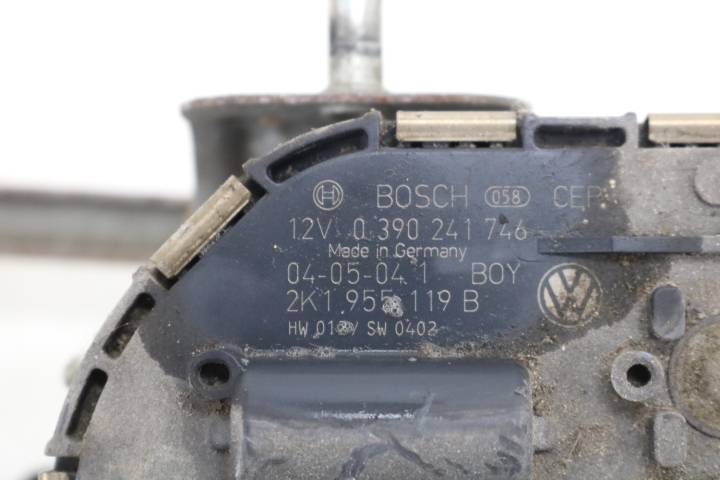 BOSCH 058 CEP
12V 0 390 241 746
Made in Germany
04-05-04 1 BOY
2K1 955 119 B
HW 013/ SW 0402